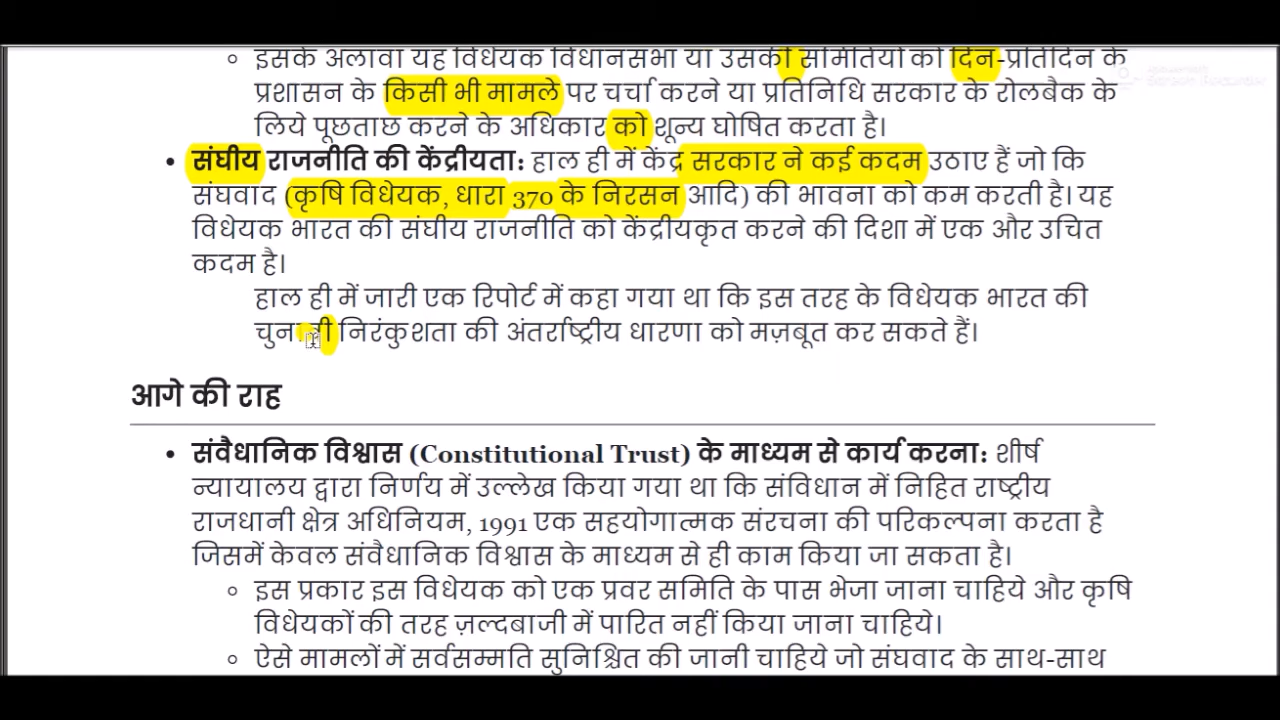 इसके अलावा यह विधेयक विधानसभा या उसकी समितियों को दिन-प्रतिदिन के
प्रशासन के किसी भी मामले पर चर्चा करने या प्रतिनिधि सरकार के रोलबैक के
लिये पूछताछ करने के अधिकार को शून्य घोषित करता है।
संघीय राजनीति की केंद्रीयता: हाल ही में केंद्र सरकार ने कई कदम उठाए हैं जो कि
संघवाद (कृषि विधेयक, धारा 370 के निरसन आदि) की भावना को कम करती है। यह
विधेयक भारत की संघीय राजनीति को केंद्रीयकृत करने की दिशा में एक और उचित
कदम है।
हाल ही में जारी एक रिपोर्ट में कहा गया था कि इस तरह के विधेयक भारत की
चुनावी निरंकुशता की अंतर्राष्ट्रीय धारणा को मज़बूत कर सकते हैं।
आगे की राह
संवैधानिक विश्वास (Constitutional Trust) के माध्यम से कार्य करना: शीर्ष
न्यायालय द्वारा निर्णय में उल्लेख किया गया था कि संविधान में निहित राष्ट्रीय
राजधानी क्षेत्र अधिनियम, 1991 एक सहयोगात्मक संरचना की परिकल्पना करता है
जिसमें केवल संवैधानिक विश्वास के माध्यम से ही काम किया जा सकता है।
इस प्रकार इस विधेयक को एक प्रवर समिति के पास भेजा जाना चाहिये और कृषि
विधेयकों की तरह ज़ल्दबाजी में पारित नहीं किया जाना चाहिये।
ऐसे मामलों में सर्वसम्मति सुनिश्चित की जानी चाहिये जो संघवाद के साथ-साथ